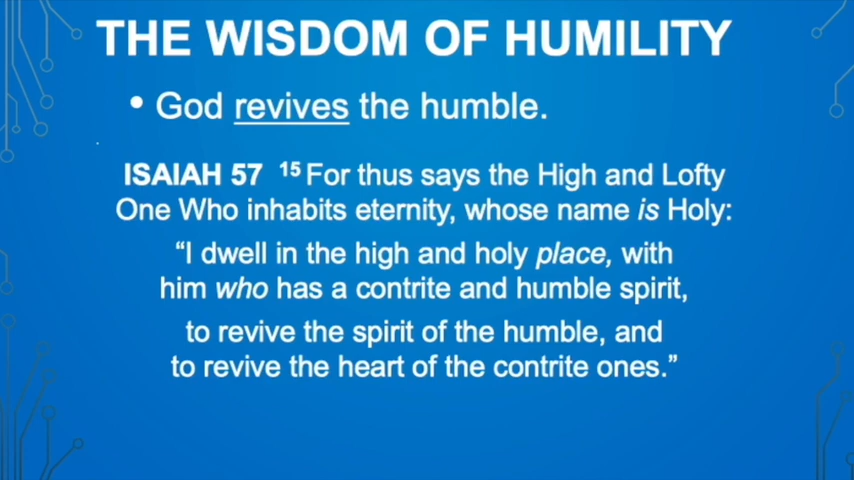 THE WISDOM OF HUMILITY
• God revives the humble.
ISAIAH 57 15 For thus says the High and Lofty
One Who inhabits eternity, whose name is Holy:
“I dwell in the high and holy place, with
him who has a contrite and humble spirit,
to revive the spirit of the humble, and
to revive the heart of the contrite ones.”